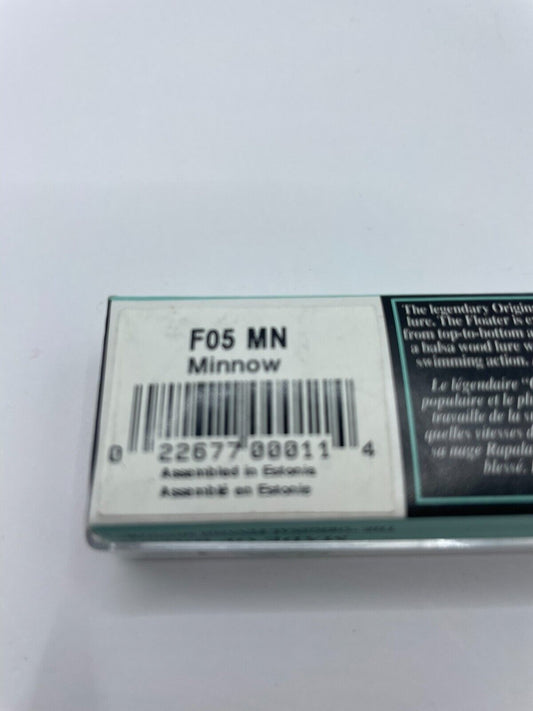 F05 MN
Minnow
0 22677 00011 4
Assembled in Estonia
Assemblé en Estonie
The legendary Origin
lure. The Floater is e
from top-to-bottom a
a balsa wood lure w
swimming action.
Le légendaire "
populaire et le pl
travaille de la su
quelles vitesses d
sa nage Rapala
blessé.